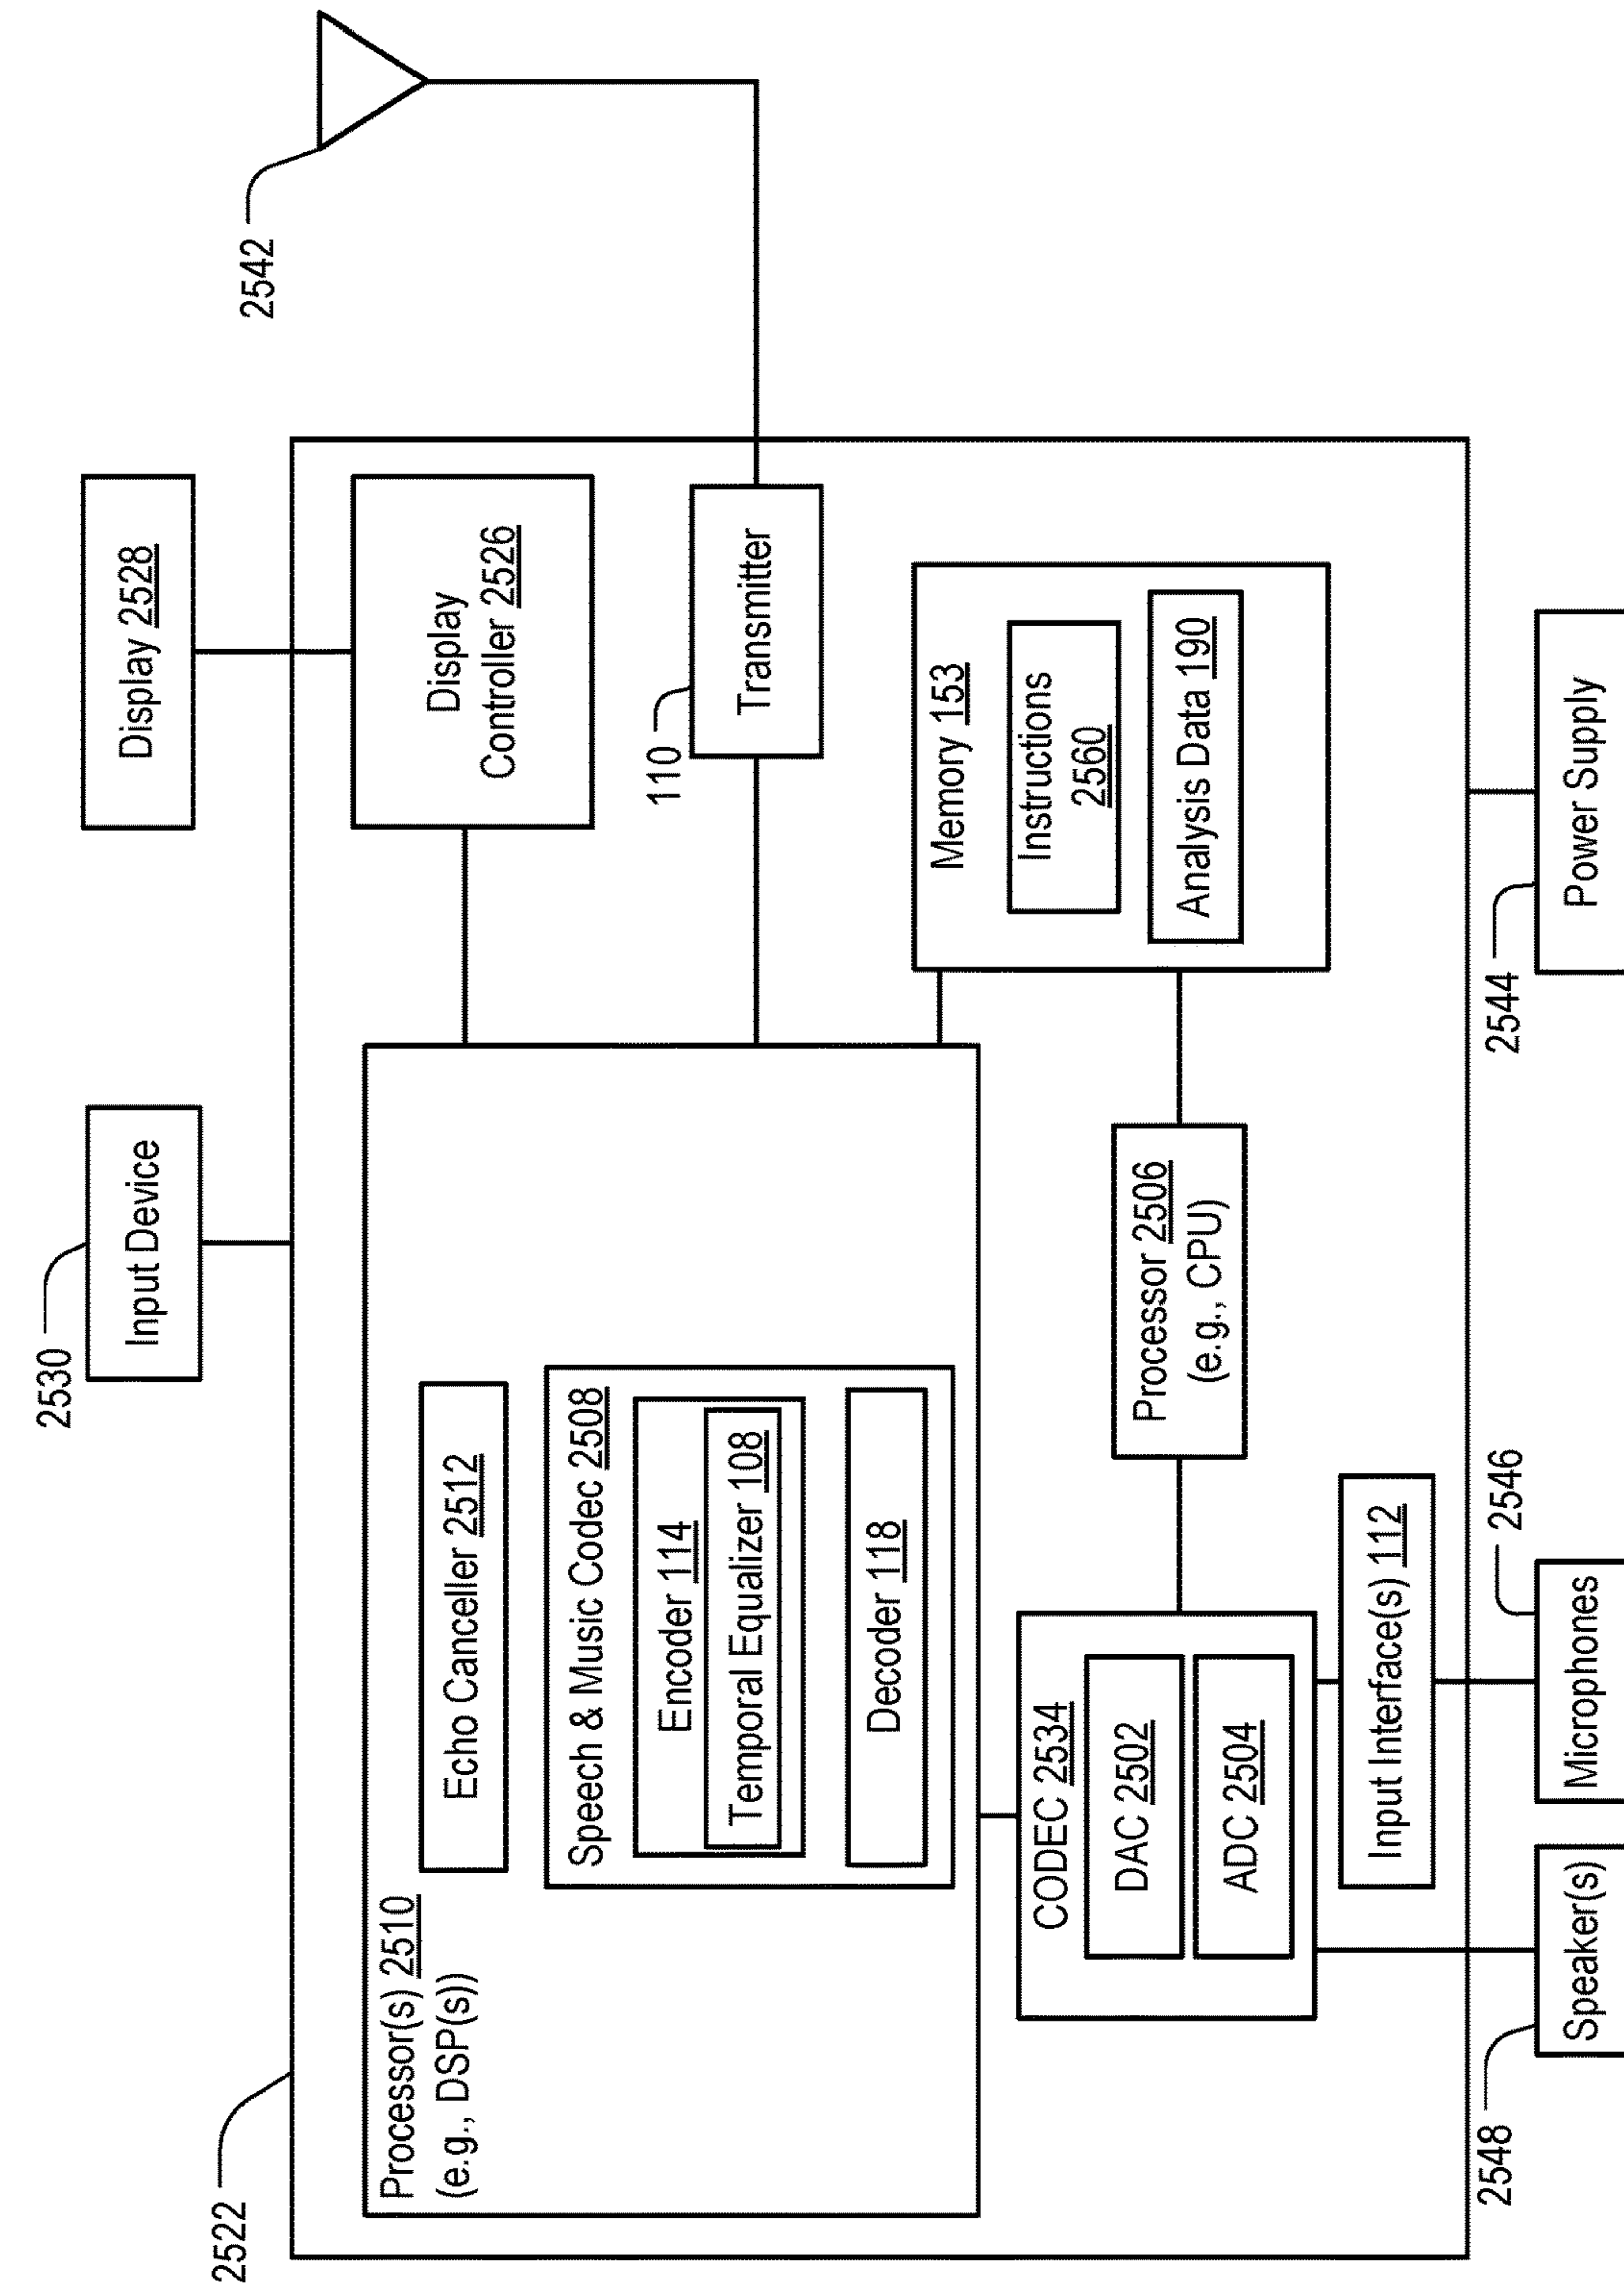 2522
2530
Input Device
Display 2528
2542
Processor(s) 2510
(e.g., DSP(s))
Echo Canceller 2512
Speech & Music Codec 2508
Encoder 114
Temporal Equalizer 108
Decoder 118
Display
Controller 2526
110
Transmitter
Memory 153
Instructions
2560
Analysis Data 190
Processor 2506
(e.g., CPU)
CODEC 2534
DAC 2502
ADC 2504
Input Interface(s) 112
2548
Speaker(s)
2546
Microphones
2544
Power Supply